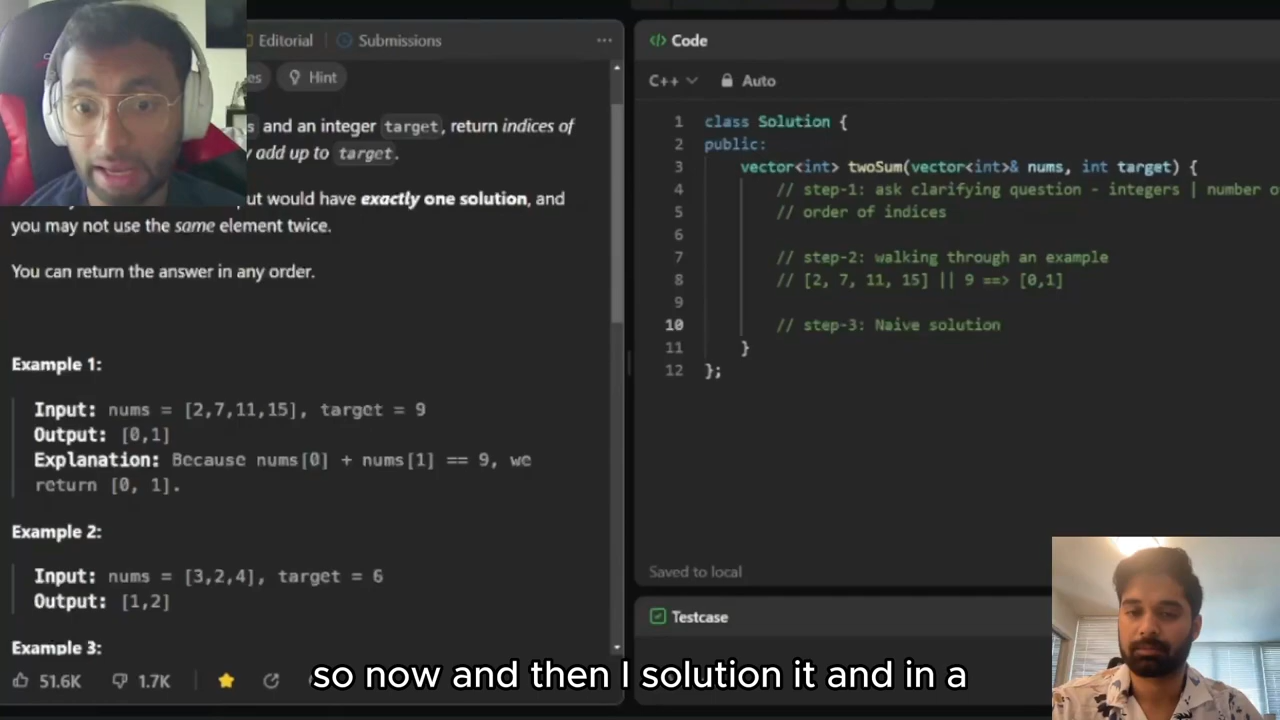 Editorial
Submissions
...
es
Hint
s and an integer target, return indices of
y add up to target.
ut would have exactly one solution, and
you may not use the same element twice.
You can return the answer in any order.
Example 1:
Input: nums = [2,7,11,15], target = 9
Output: [0,1]
Explanation: Because nums[0] + nums[1] == 9, we
return [0, 1].
Example 2:
Input: nums = [3,2,4], target = 6
Output: [1,2]
Example 3:
51.6K
1.7K
</> Code
C++
Auto
1 class Solution {
2 public:
3 vector<int> twoSum(vector<int>& nums, int target) {
4 // step-1: ask clarifying question - integers | number o
5 // order of indices
6
7 // step-2: walking through an example
8 // [2, 7, 11, 15] || 9 ==> [0,1]
9
10 // step-3: Naive solution
11 }
12 };
Saved to local
Testcase
so now and then I solution it and in a